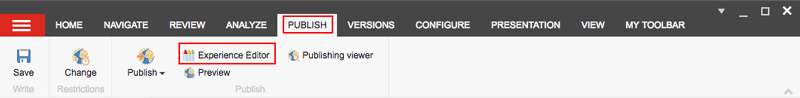 HOME NAVIGATE REVIEW ANALYZE PUBLISH VERSIONS CONFIGURE PRESENTATION VIEW MY TOOLBAR
Experience Editor Publishing viewer
Save Change Publish Preview
Write Restrictions Publish